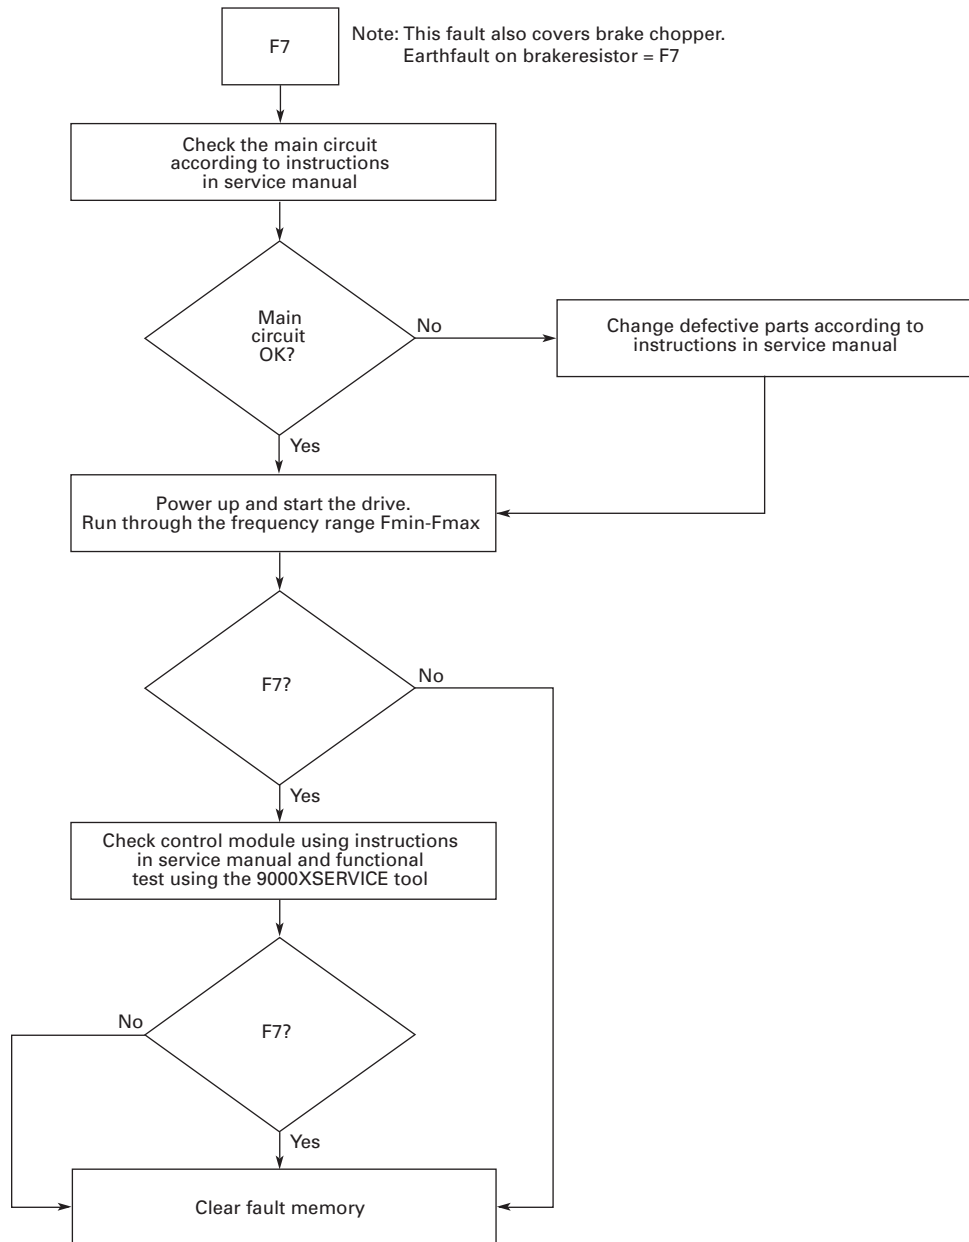 F7
Note: This fault also covers brake chopper.
Earthfault on brakeresistor = F7
Check the main circuit
according to instructions
in service manual
Main
circuit
OK?
No
Change defective parts according to
instructions in service manual
Yes
Power up and start the drive.
Run through the frequency range Fmin-Fmax
F7?
No
Yes
Check control module using instructions
in service manual and functional
test using the 9000XSERVICE tool
No
F7?
Yes
Clear fault memory